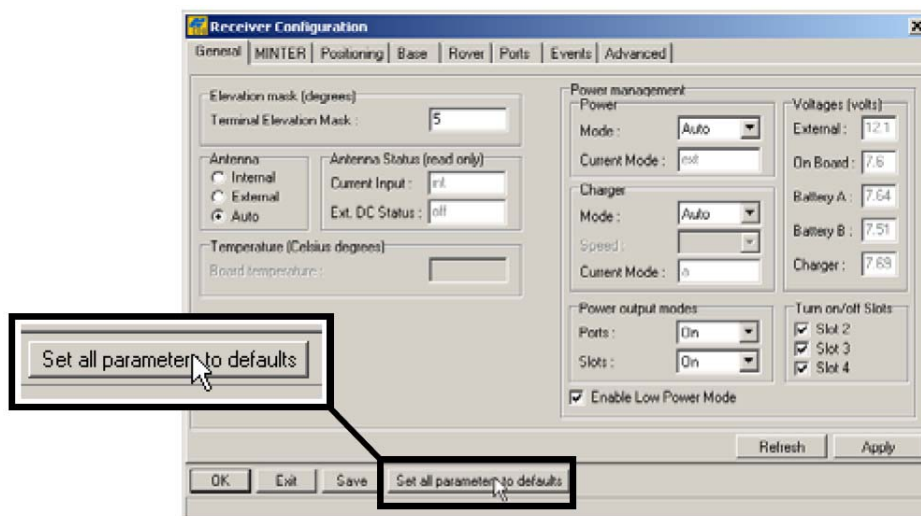 Receiver Configuration
General MINTER Positioning Base Rover Ports Events Advanced
Elevation mask (degrees)
Terminal Elevation Mask : 5
Antenna
Internal
External
Auto
Antenna Status (read only)
Current Input : int.
Ext. DC Status : off
Temperature (Celsius degrees)
Board temperature :
Power management
Power
Mode : Auto
Current Mode : ext
Charger
Mode : Auto
Speed :
Current Mode : a
Voltages (volts)
External : 12.1
On Board : 7.6
Battery A : 7.64
Battery B : 7.51
Charger : 7.69
Power output modes
Ports : On
Slots : On
Turn on/off Slots
Slot 2
Slot 3
Slot 4
Enable Low Power Mode
Set all parameters to defaults
Refresh Apply
OK Exit Save Set all parameters to defaults